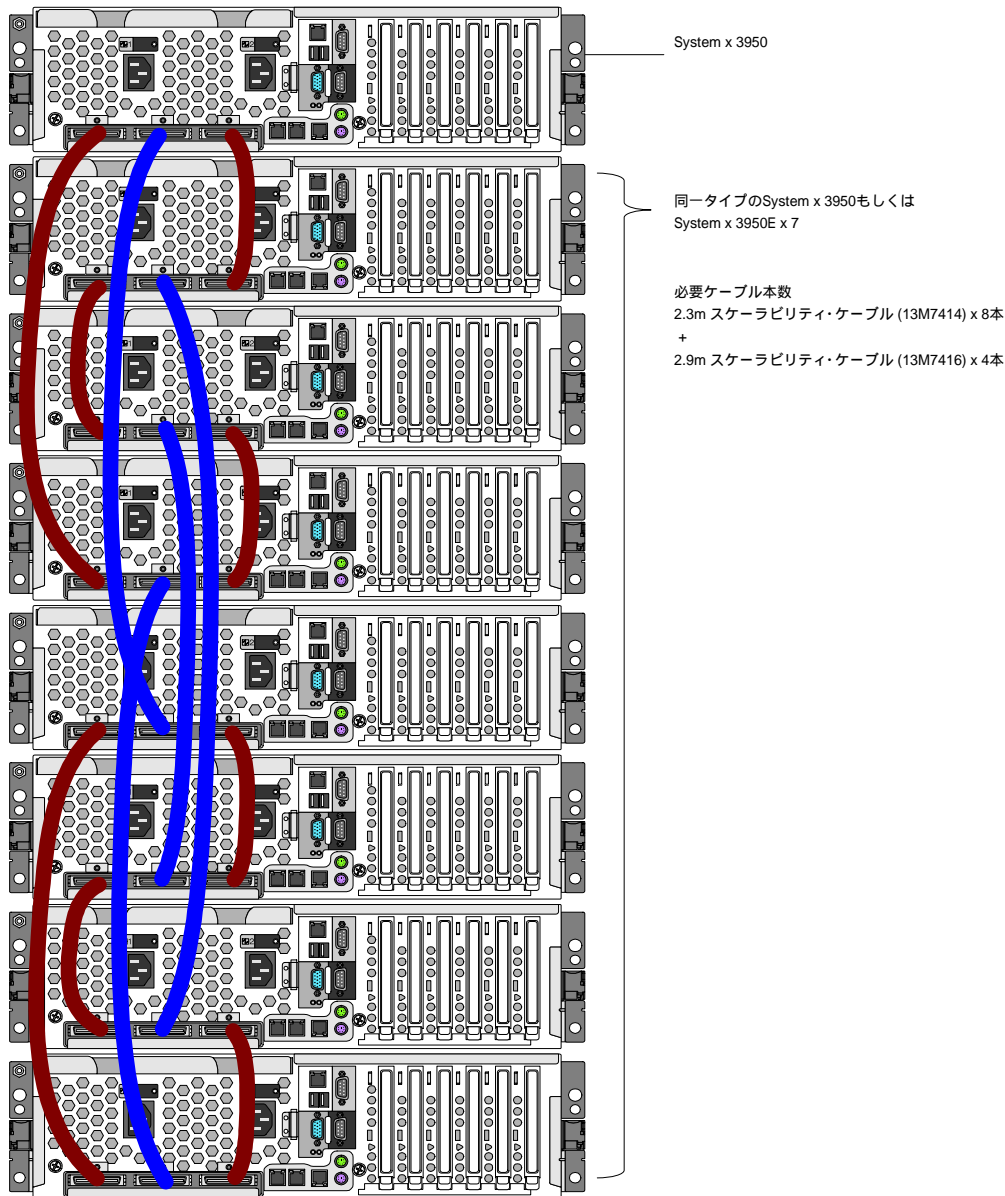 System x 3950
同一タイプのSystem x 3950もしくは
System x 3950E x 7
必要ケーブル本数
2.3m スケーラビリティ・ケーブル (13M7414) x 8本
+
2.9m スケーラビリティ・ケーブル (13M7416) x 4本